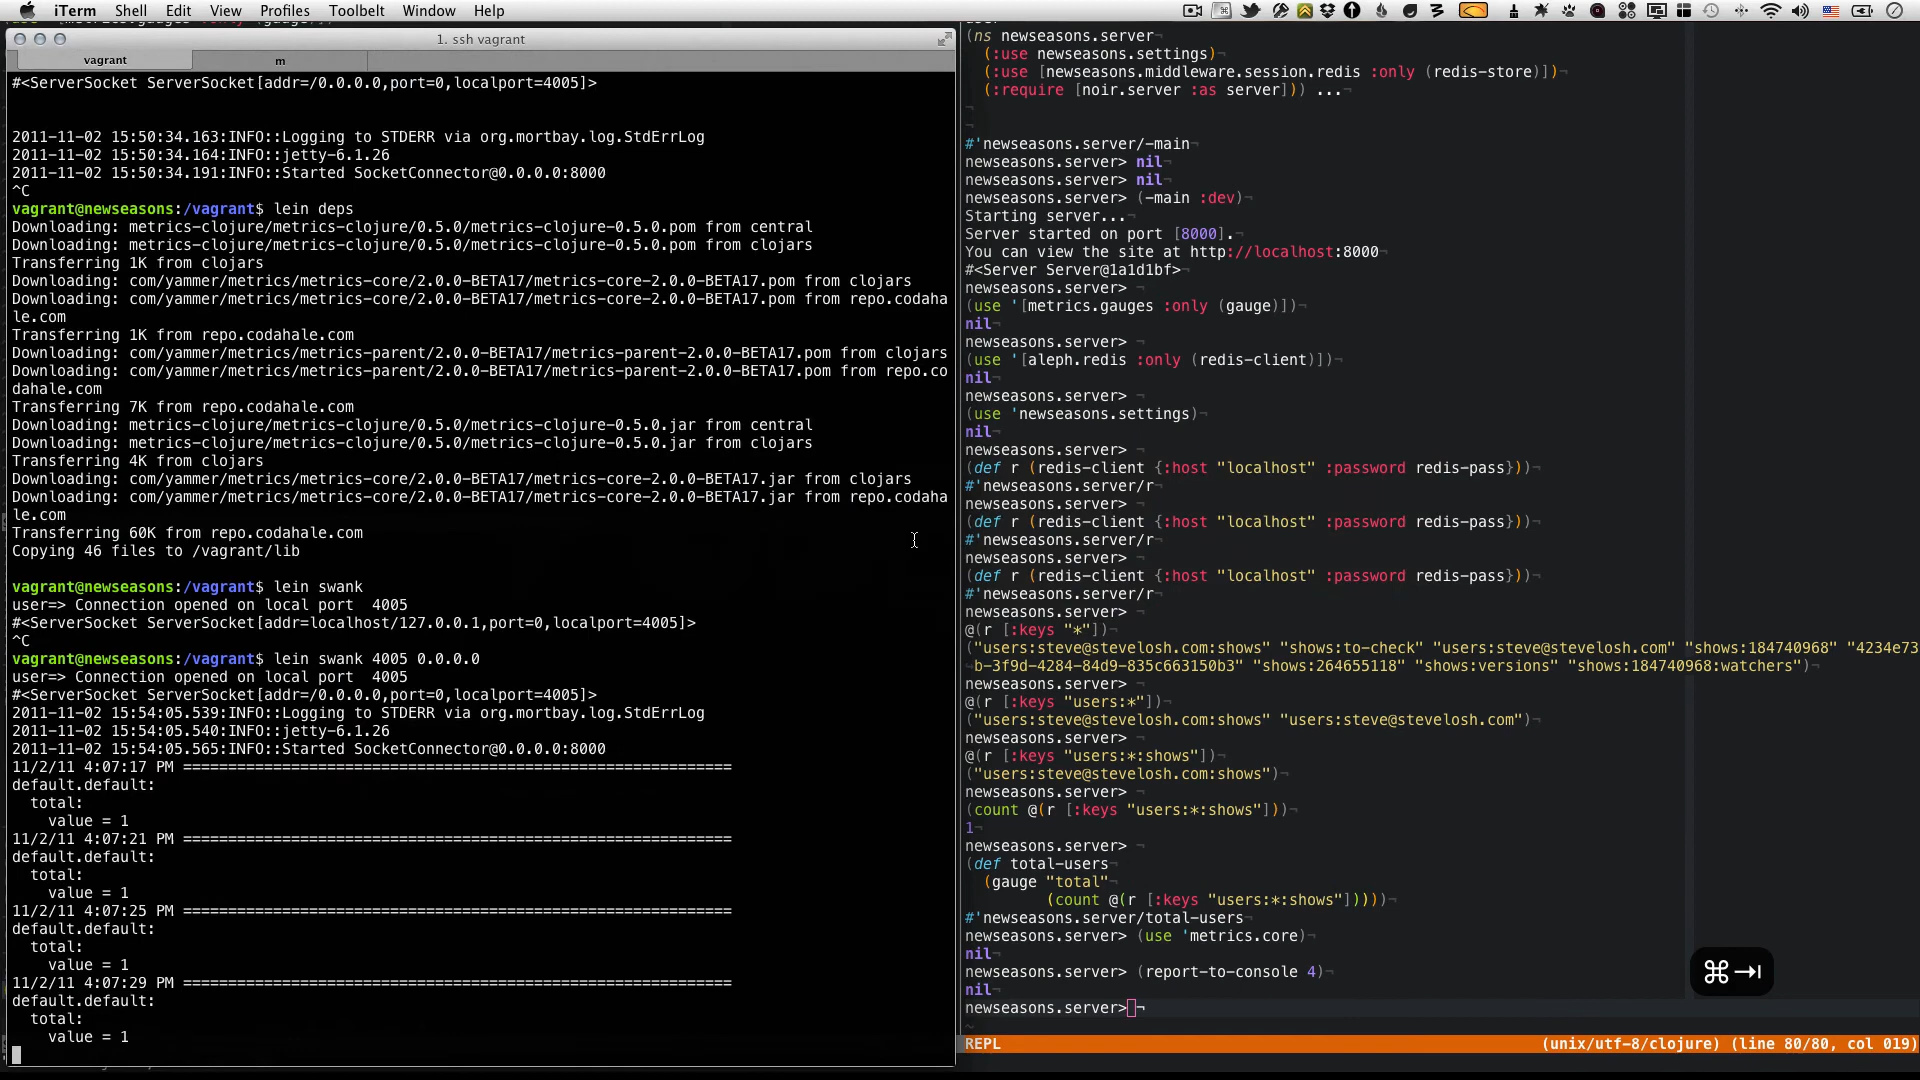 iTerm Shell Edit View Profiles Toolbelt Window Help
1. ssh vagrant
vagrant m
#<ServerSocket ServerSocket[addr=/0.0.0.0,port=0,localport=4005]>
2011-11-02 15:50:34.163:INFO::Logging to STDERR via org.mortbay.log.StdErrLog
2011-11-02 15:50:34.164:INFO::jetty-6.1.26
2011-11-02 15:50:34.191:INFO::Started SocketConnector@0.0.0.0:8000
^C
vagrant@newseasons:/vagrant$ lein deps
Downloading: metrics-clojure/metrics-clojure/0.5.0/metrics-clojure-0.5.0.pom from central
Downloading: metrics-clojure/metrics-clojure/0.5.0/metrics-clojure-0.5.0.pom from clojars
Transferring 1K from clojars
Downloading: com/yammer/metrics/metrics-core/2.0.0-BETA17/metrics-core-2.0.0-BETA17.pom from clojars
Downloading: com/yammer/metrics/metrics-core/2.0.0-BETA17/metrics-core-2.0.0-BETA17.pom from repo.codaha
le.com
Transferring 1K from repo.codahale.com
Downloading: com/yammer/metrics/metrics-parent/2.0.0-BETA17/metrics-parent-2.0.0-BETA17.pom from clojars
Downloading: com/yammer/metrics/metrics-parent/2.0.0-BETA17/metrics-parent-2.0.0-BETA17.pom from repo.co
dahale.com
Transferring 7K from repo.codahale.com
Downloading: metrics-clojure/metrics-clojure/0.5.0/metrics-clojure-0.5.0.jar from central
Downloading: metrics-clojure/metrics-clojure/0.5.0/metrics-clojure-0.5.0.jar from clojars
Transferring 4K from clojars
Downloading: com/yammer/metrics/metrics-core/2.0.0-BETA17/metrics-core-2.0.0-BETA17.jar from clojars
Downloading: com/yammer/metrics/metrics-core/2.0.0-BETA17/metrics-core-2.0.0-BETA17.jar from repo.codaha
le.com
Transferring 60K from repo.codahale.com
Copying 46 files to /vagrant/lib
vagrant@newseasons:/vagrant$ lein swank
user=> Connection opened on local port  4005
#<ServerSocket ServerSocket[addr=localhost/127.0.0.1,port=0,localport=4005]>
^C
vagrant@newseasons:/vagrant$ lein swank 4005 0.0.0.0
user=> Connection opened on local port  4005
#<ServerSocket ServerSocket[addr=/0.0.0.0,port=0,localport=4005]>
2011-11-02 15:54:05.539:INFO::Logging to STDERR via org.mortbay.log.StdErrLog
2011-11-02 15:54:05.540:INFO::jetty-6.1.26
2011-11-02 15:54:05.565:INFO::Started SocketConnector@0.0.0.0:8000
11/2/11 4:07:17 PM =============================================================
default.default:
  total:
    value = 1
11/2/11 4:07:21 PM =============================================================
default.default:
  total:
    value = 1
11/2/11 4:07:25 PM =============================================================
default.default:
  total:
    value = 1
11/2/11 4:07:29 PM =============================================================
default.default:
  total:
    value = 1
(ns newseasons.server¬
  (:use newseasons.settings)¬
  (:use [newseasons.middleware.session.redis :only (redis-store)])¬
  (:require [noir.server :as server])) ...¬
¬
¬
#'newseasons.server/-main¬
newseasons.server> nil¬
newseasons.server> nil¬
newseasons.server> (-main :dev)¬
Starting server...¬
Server started on port [8000].¬
You can view the site at http://localhost:8000¬
#<Server Server@1a1d1bf>¬
newseasons.server> ¬
(use '[metrics.gauges :only (gauge)])¬
nil¬
newseasons.server> ¬
(use '[aleph.redis :only (redis-client)])¬
nil¬
newseasons.server> ¬
(use 'newseasons.settings)¬
nil¬
newseasons.server> ¬
(def r (redis-client {:host "localhost" :password redis-pass}))¬
#'newseasons.server/r¬
newseasons.server> ¬
(def r (redis-client {:host "localhost" :password redis-pass}))¬
#'newseasons.server/r¬
newseasons.server> ¬
(def r (redis-client {:host "localhost" :password redis-pass}))¬
#'newseasons.server/r¬
newseasons.server> ¬
@(r [:keys "*"])¬
("users:steve@stevelosh.com:shows" "shows:to-check" "users:steve@stevelosh.com" "shows:184740968" "4234e73
b-3f9d-4284-84d9-835c663150b3" "shows:264655118" "shows:versions" "shows:184740968:watchers")¬
newseasons.server> ¬
@(r [:keys "users:*"])¬
("users:steve@stevelosh.com:shows" "users:steve@stevelosh.com")¬
newseasons.server> ¬
@(r [:keys "users:*:shows"])¬
("users:steve@stevelosh.com:shows")¬
newseasons.server> ¬
(count @(r [:keys "users:*:shows"]))¬
1¬
newseasons.server> ¬
(def total-users¬
  (gauge "total"¬
         (count @(r [:keys "users:*:shows"]))))¬
#'newseasons.server/total-users¬
newseasons.server> (use 'metrics.core)¬
nil¬
newseasons.server> (report-to-console 4)¬
nil¬
newseasons.server> ¬
~
REPL (unix/utf-8/clojure) (line 80/80, col 019)
⌘⇥